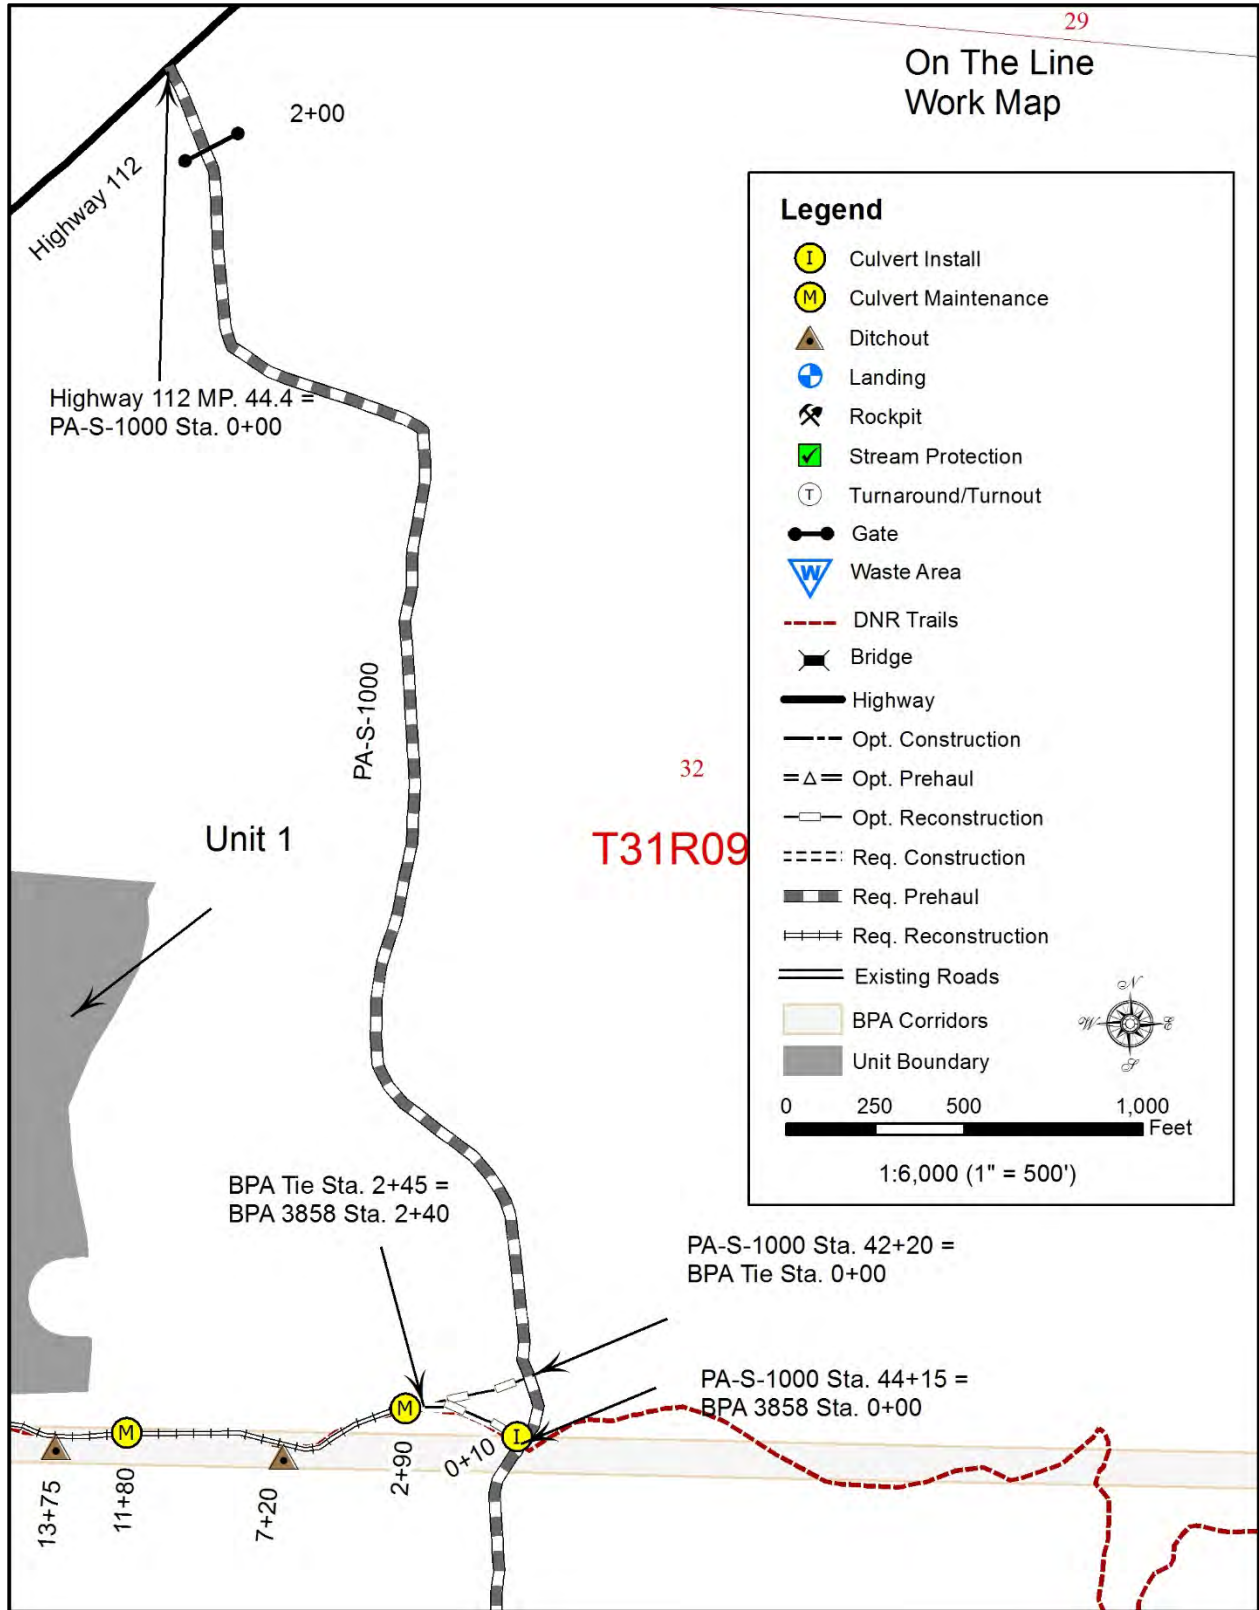 29
On The Line
Work Map
2+00
Highway 112
Highway 112 MP. 44.4 =
PA-S-1000 Sta. 0+00
PA-S-1000
32
T31R09
Unit 1
Legend
I Culvert Install
M Culvert Maintenance
Ditchout
Landing
Rockpit
Stream Protection
T Turnaround/Turnout
Gate
W Waste Area
DNR Trails
Bridge
Highway
Opt. Construction
Opt. Prehaul
Opt. Reconstruction
Req. Construction
Req. Prehaul
Req. Reconstruction
Existing Roads
BPA Corridors
Unit Boundary
N
W E
S
0 250 500 1,000
Feet
1:6,000 (1" = 500')
BPA Tie Sta. 2+45 =
BPA 3858 Sta. 2+40
PA-S-1000 Sta. 42+20 =
BPA Tie Sta. 0+00
PA-S-1000 Sta. 44+15 =
BPA 3858 Sta. 0+00
M
M
I
13+75
11+80
7+20
2+90
0+10